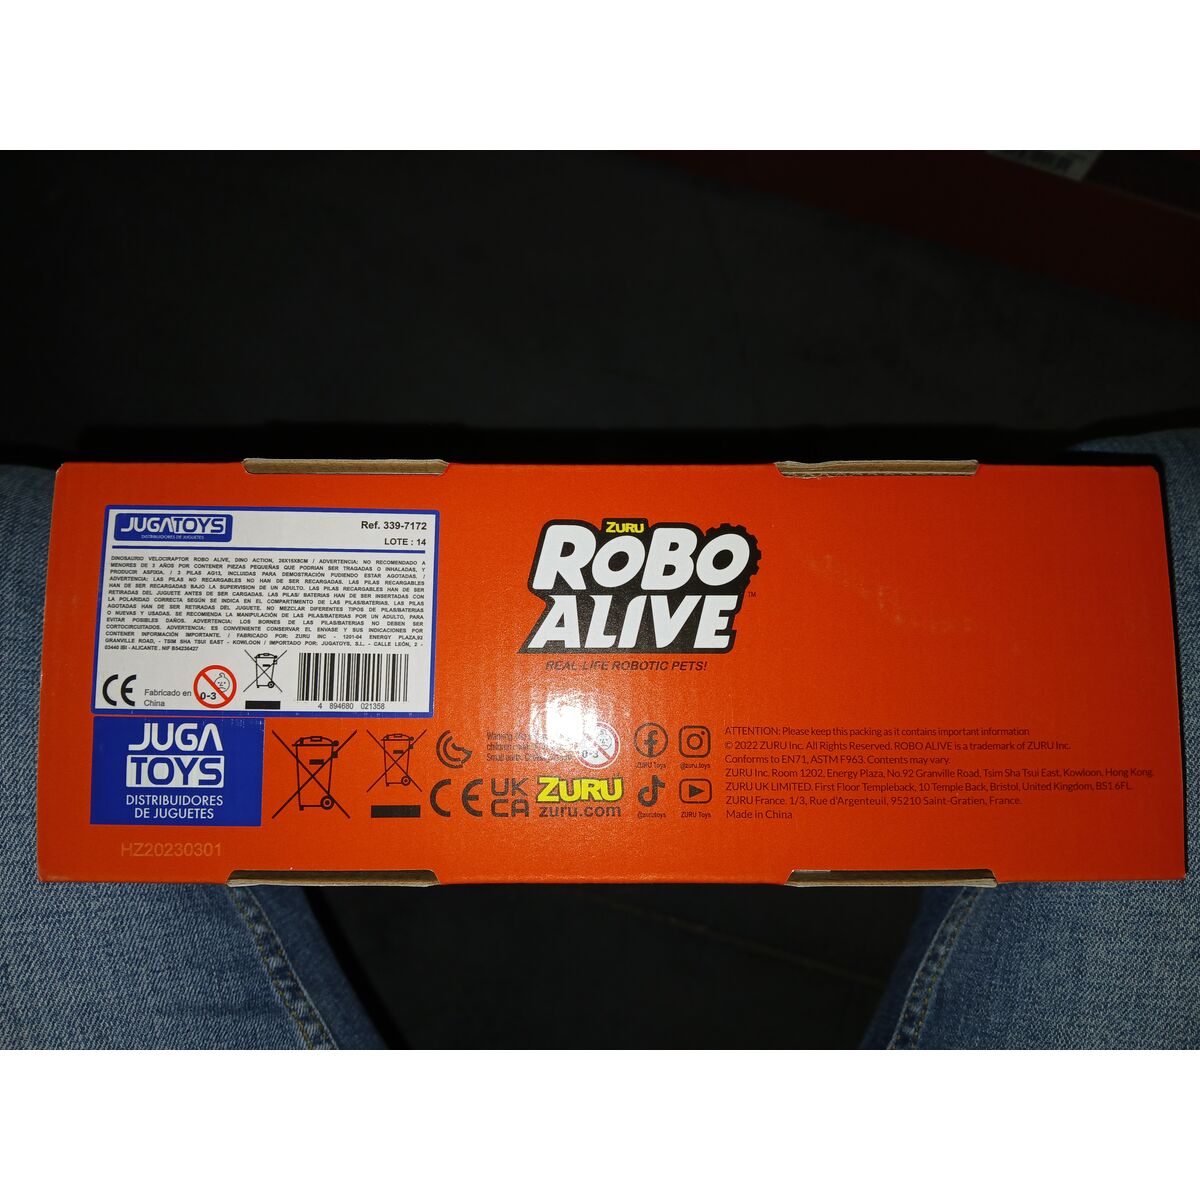 JUGATOYS
DISTRIBUIDORES DE JUGUETES
Ref. 339-7172
LOTE : 14
DINOSAURIO VELOCIRAPTOR ROBO ALIVE, DINO ACTION, 28X15X8CM / ADVERTENCIA: NO RECOMENDADO A
MENORES DE 3 AÑOS POR CONTENER PIEZAS PEQUEÑAS QUE PODRIAN SER TRAGADAS O INHALADAS, Y
PRODUCIR ASFIXIA. / 3 PILAS AG13, INCLUIDAS PARA DEMOSTRACIÓN PUDIENDO ESTAR AGOTADAS. /
ADVERTENCIA: LAS PILAS NO RECARGABLES NO HAN DE SER RECARGADAS. LAS PILAS RECARGABLES
HAN DE SER RECARGADAS BAJO LA SUPERVISION DE UN ADULTO. LAS PILAS RECARGABLES HAN DE SER
RETIRADAS DEL JUGUETE ANTES DE SER CARGADAS. LAS PILAS/ BATERIAS HAN DE SER INSERTADAS CON
LA POLARIDAD CORRECTA SEGÚN SE INDICA EN EL COMPARTIMENTO DE LAS PILAS/BATERIAS. LAS PILAS
AGOTADAS HAN DE SER RETIRADAS DEL JUGUETE. NO MEZCLAR DIFERENTES TIPOS DE PILAS/BATERIAS
O NUEVAS Y USADAS. SE RECOMIENDA LA MANIPULACIÓN DE LAS PILAS/BATERIAS POR UN ADULTO, PARA
EVITAR POSIBLES DAÑOS. ADVERTENCIA: LOS BORNES DE LAS PILAS/BATERIAS NO DEBEN SER
CORTOCIRCUITADOS. ADVERTENCIA: ES CONVENIENTE CONSERVAR EL ENVASE Y SUS INDICACIONES POR
CONTENER INFORMACIÓN IMPORTANTE. / FABRICADO POR: ZURU INC - 1201-04 ENERGY PLAZA,92
GRANVILLE ROAD, - TSIM SHA TSUI EAST - KOWLOON / IMPORTADO POR: JUGATOYS, S.L. - CALLE LEÓN, 2 -
03440 IBI - ALICANTE . NIF B54236427
CE
Fabricado en
China
0-3
4 894680 021358
JUGA
TOYS
DISTRIBUIDORES
DE JUGUETES
HZ20230301
ZURU
ROBO
ALIVE
™
REAL-LIFE ROBOTIC PETS!
0-3
CE
UK
CA
ZURU
zuru.com
ZURU Toys
@zuru.toys
@zurutoys
ZURU Toys
ATTENTION: Please keep this packing as it contains important information
© 2022 ZURU Inc. All Rights Reserved. ROBO ALIVE is a trademark of ZURU Inc.
Conforms to EN71, ASTM F963. Contents may vary.
ZURU Inc. Room 1202, Energy Plaza, No.92 Granville Road, Tsim Sha Tsui East, Kowloon, Hong Kong.
ZURU UK LIMITED. First Floor Templeback, 10 Temple Back, Bristol, United Kingdom, BS1 6FL.
ZURU France. 1/3, Rue d'Argenteuil, 95210 Saint-Gratien, France.
Made in China